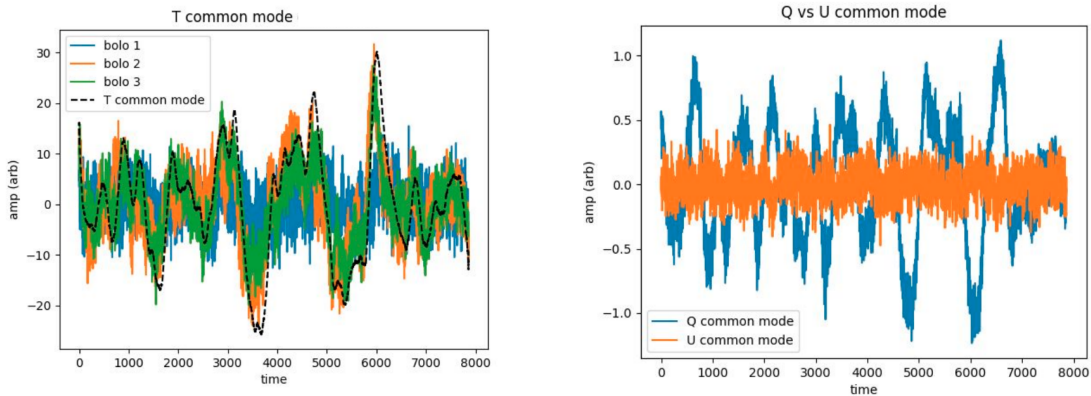 T common mode
bolo 1
bolo 2
bolo 3
T common mode
amp (arb)
30
20
10
0
−10
−20
0 1000 2000 3000 4000 5000 6000 7000 8000
time
Q vs U common mode
amp (arb)
1.0
0.5
0.0
−0.5
−1.0
Q common mode
U common mode
0 1000 2000 3000 4000 5000 6000 7000 8000
time